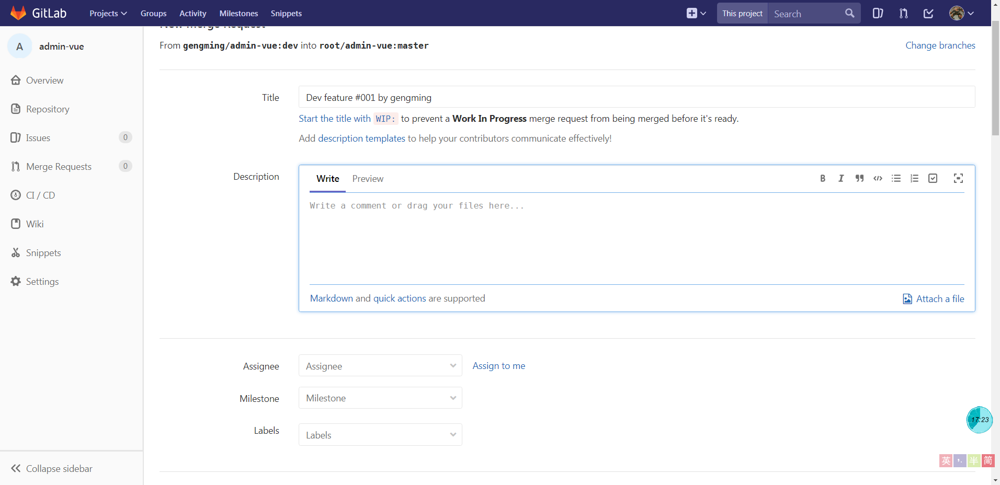 GitLab Projects Groups Activity Milestones Snippets This project Search
New Merge Request
A admin-vue
From gengming/admin-vue:dev into root/admin-vue:master Change branches
Overview
Repository
Issues 0
Merge Requests 0
CI / CD
Wiki
Snippets
Settings
Collapse sidebar
Title Dev feature #001 by gengming
Start the title with WIP: to prevent a Work In Progress merge request from being merged before it's ready.
Add description templates to help your contributors communicate effectively!
Description Write Preview
Write a comment or drag your files here...
Markdown and quick actions are supported Attach a file
Assignee Assignee Assign to me
Milestone Milestone
Labels Labels
17:23
英 半 简